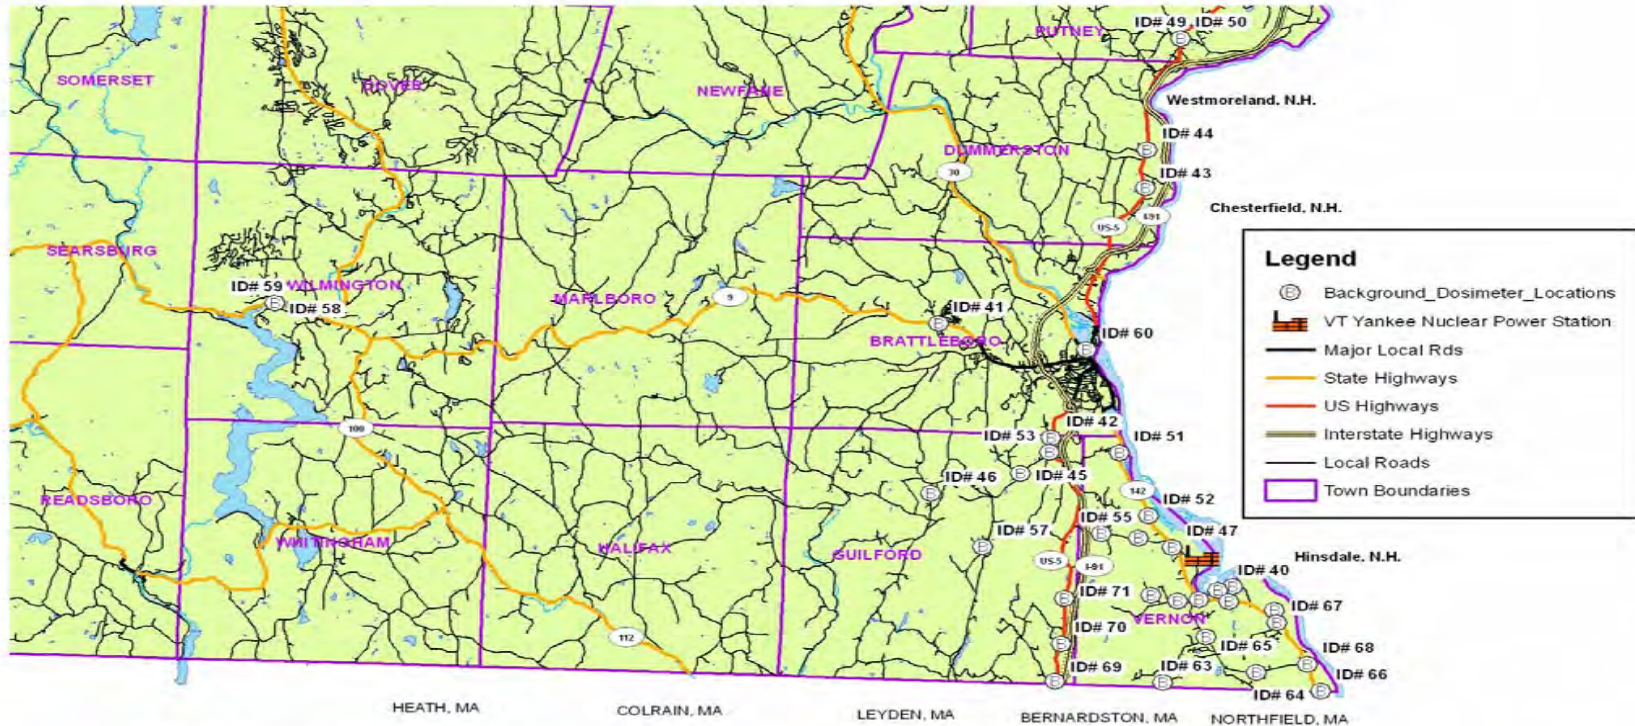 ID# 49 ID# 50
PUTNEY
SOMERSET
DOVER
NEWFANE
Westmoreland, N.H.
ID# 44
DUMMERSTON
30
ID# 43
Chesterfield, N.H.
I-91
US-5
SEARSBURG
ID# 59
WILMINGTON
ID# 58
MARLBORO
9
ID# 41
BRATTLEBORO
ID# 60
Legend
B Background_Dosimeter_Locations
VT Yankee Nuclear Power Station
Major Local Rds
State Highways
US Highways
Interstate Highways
Local Roads
Town Boundaries
100
ID# 42
ID# 53
ID# 51
ID# 46
ID# 45
142
ID# 52
READSBORO
ID# 57
ID# 55
ID# 47
WHITINGHAM
HALIFAX
GUILFORD
US-5
I-91
Hinsdale, N.H.
ID# 40
ID# 71
ID# 67
VERNON
112
ID# 70
ID# 65
ID# 68
ID# 69
ID# 63
ID# 66
ID# 64
HEATH, MA
COLRAIN, MA
LEYDEN, MA
BERNARDSTON, MA
NORTHFIELD, MA